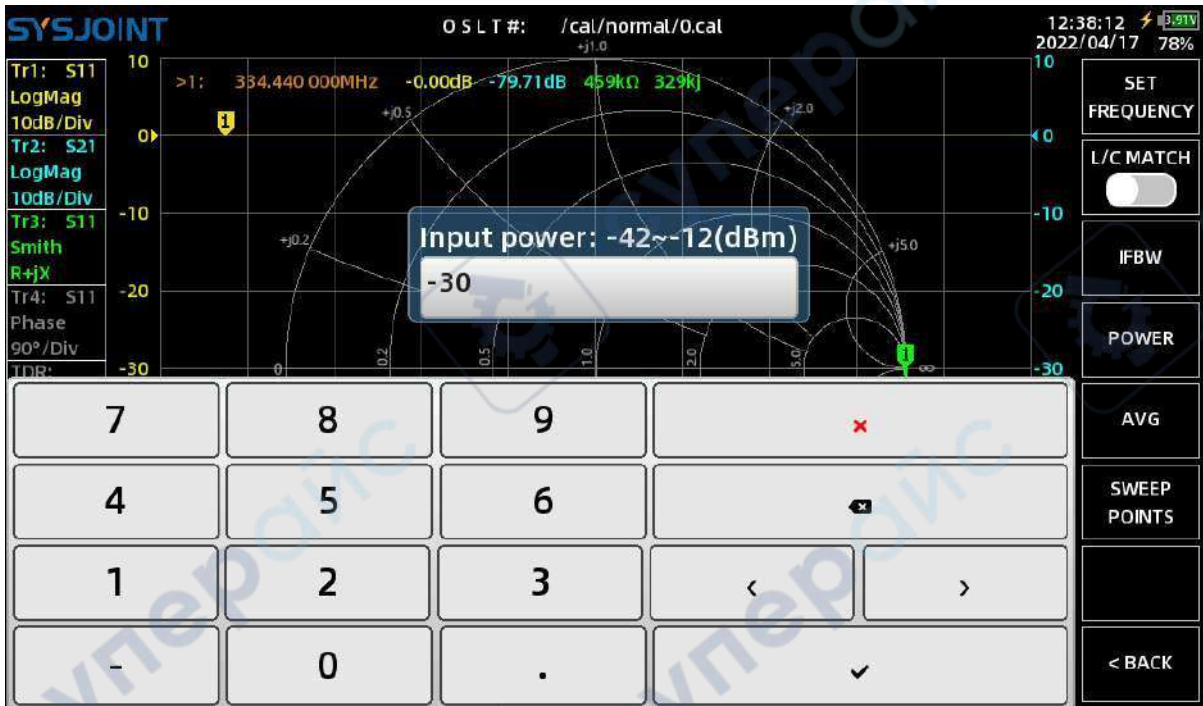 SYSJOINT
O S L T #: /cal/normal/0.cal
12:38:12 3.91V
2022/04/17 78%
Tr1: S11
LogMag
10dB/Div
Tr2: S21
LogMag
10dB/Div
Tr3: S11
Smith
R+jX
Tr4: S11
Phase
90°/Div
TDR:
10
0
-10
-20
-30
>1: 334.440 000MHz -0.00dB -79.71dB 459kΩ 329kj
1
+j1.0
+j0.5
+j2.0
+j0.2
+j5.0
0
0.2
0.5
1.0
2.0
5.0
∞
1
10
0
-10
-20
-30
Input power: -42~-12(dBm)
-30
7 8 9 ×
4 5 6
1 2 3 < >
- 0 . ✓
SET
FREQUENCY
L/C MATCH
IFBW
POWER
AVG
SWEEP
POINTS
< BACK
суперайс